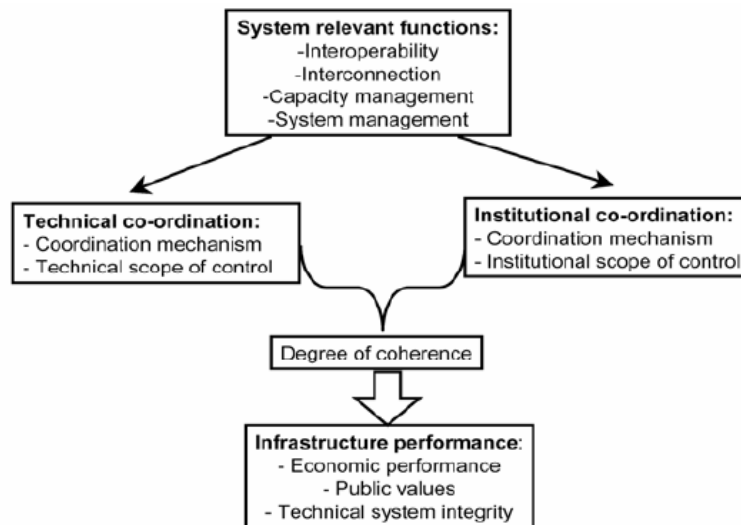 System relevant functions:
-Interoperability
-Interconnection
-Capacity management
-System management
Technical co-ordination:
- Coordination mechanism
- Technical scope of control
Institutional co-ordination:
- Coordination mechanism
- Institutional scope of control
Degree of coherence
Infrastructure performance:
- Economic performance
- Public values
- Technical system integrity